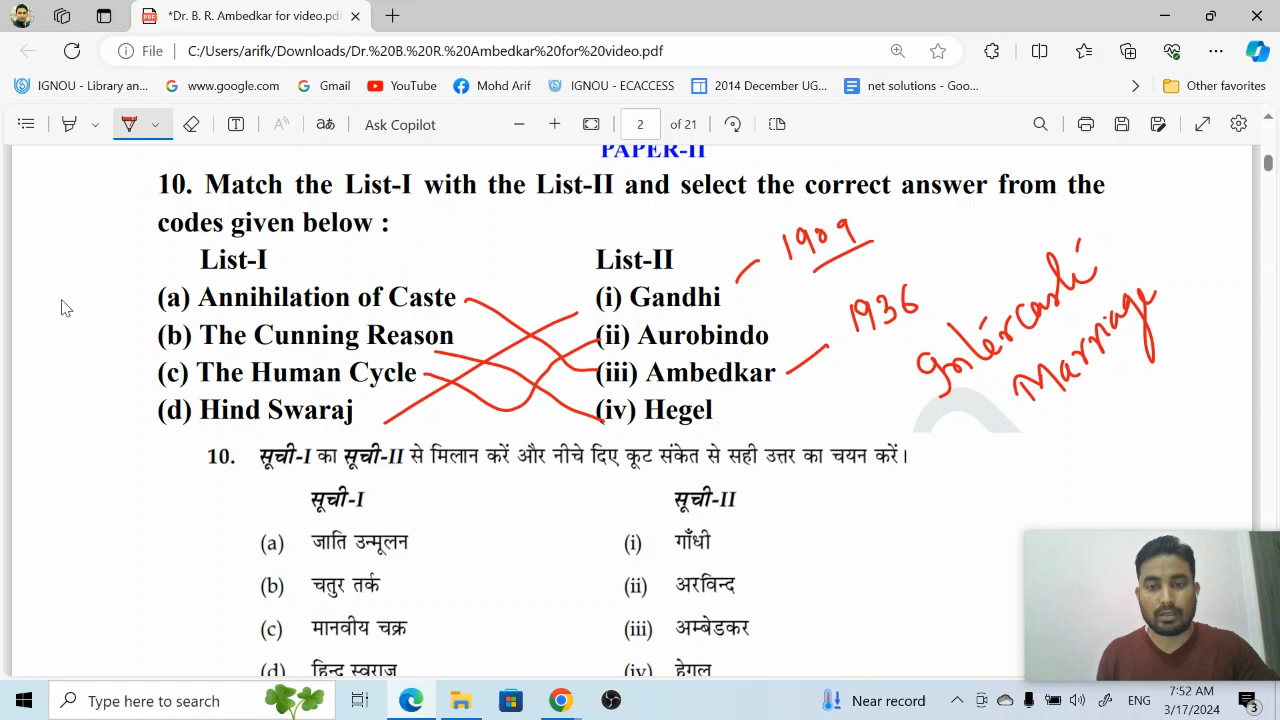 *Dr. B. R. Ambedkar for video.pdf
File C:/Users/arifk/Downloads/Dr.%20B.%20R.%20Ambedkar%20for%20video.pdf
IGNOU - Library an... www.google.com Gmail YouTube Mohd Arif IGNOU - ECACCESS 2014 December UG... net solutions - Goo... Other favorites
Ask Copilot 2 of 21
PAPER-II
10. Match the List-I with the List-II and select the correct answer from the
codes given below :
List-I List-II
1909
(a) Annihilation of Caste (i) Gandhi
1936
(b) The Cunning Reason (ii) Aurobindo
(c) The Human Cycle (iii) Ambedkar
Marriage
(d) Hind Swaraj (iv) Hegel
10. सूची-I का सूची-II से मिलान करें और नीचे दिए कूट संकेत से सही उत्तर का चयन करें।
सूची-I सूची-II
(a) जाति उन्मूलन (i) गाँधी
(b) चतुर तर्क (ii) अरविन्द
(c) मानवीय चक्र (iii) अम्बेडकर
(d) हिन्द स्वराज (iv) हेगल
Type here to search Near record ENG 7:52 AM
3/17/2024 3